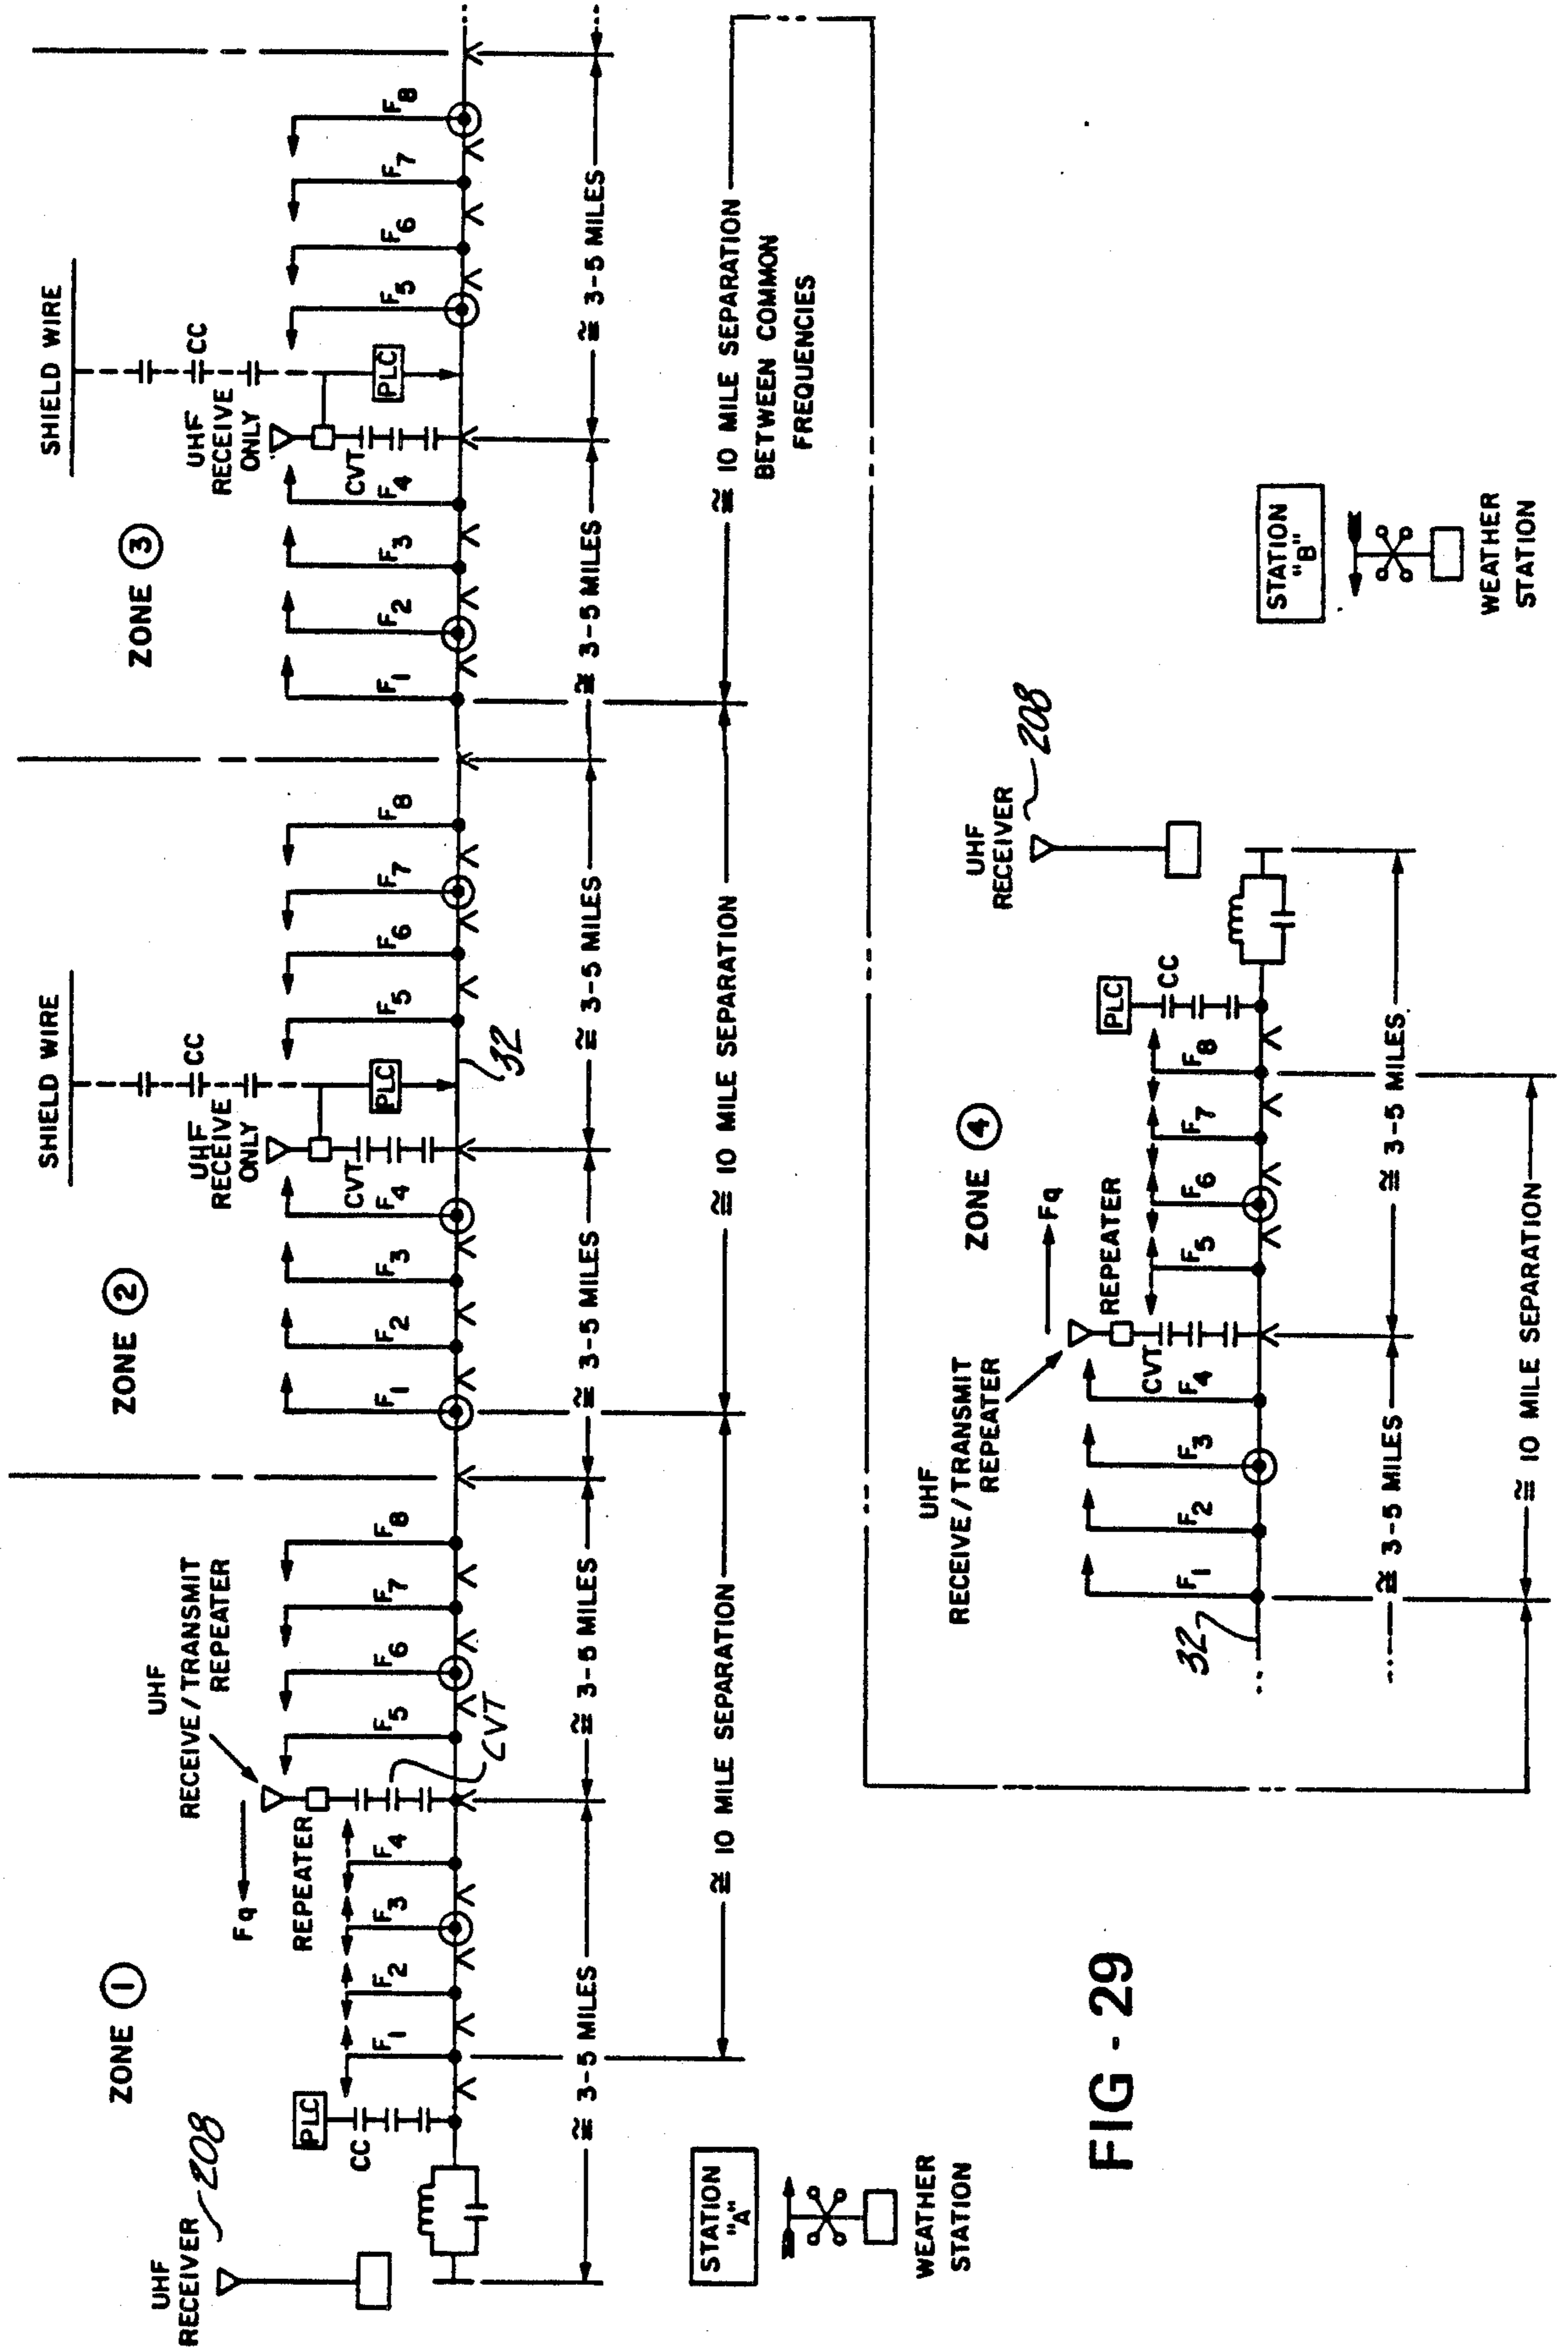 ZONE 1
ZONE 2
ZONE 3
SHIELD WIRE
SHIELD WIRE
UHF
RECEIVER
208
UHF
RECEIVE/TRANSMIT
REPEATER
Fq
REPEATER
PLC
CC
F1
F2
F3
F4
CVT
F5
F6
F7
F8
F1
F2
F3
F4
UHF
RECEIVE
ONLY
CVT
CC
PLC
32
F5
F6
F7
F8
F1
F2
F3
F4
UHF
RECEIVE
ONLY
CVT
CC
PLC
F5
F6
F7
F8
≅ 3-5 MILES
≅ 3-5 MILES
≅ 3-5 MILES
≅ 3-5 MILES
≅ 3-5 MILES
≅ 3-5 MILES
≅ 10 MILE SEPARATION
≅ 10 MILE SEPARATION
≅ 10 MILE SEPARATION
BETWEEN COMMON
FREQUENCIES
STATION
"A"
WEATHER
STATION
ZONE 4
UHF
RECEIVE/TRANSMIT
REPEATER
Fq
REPEATER
UHF
RECEIVER
208
32
F1
F2
F3
F4
CVT
F5
F6
F7
F8
PLC
CC
≅ 3-5 MILES
≅ 3-5 MILES
≅ 10 MILE SEPARATION
STATION
"B"
WEATHER
STATION
FIG - 29